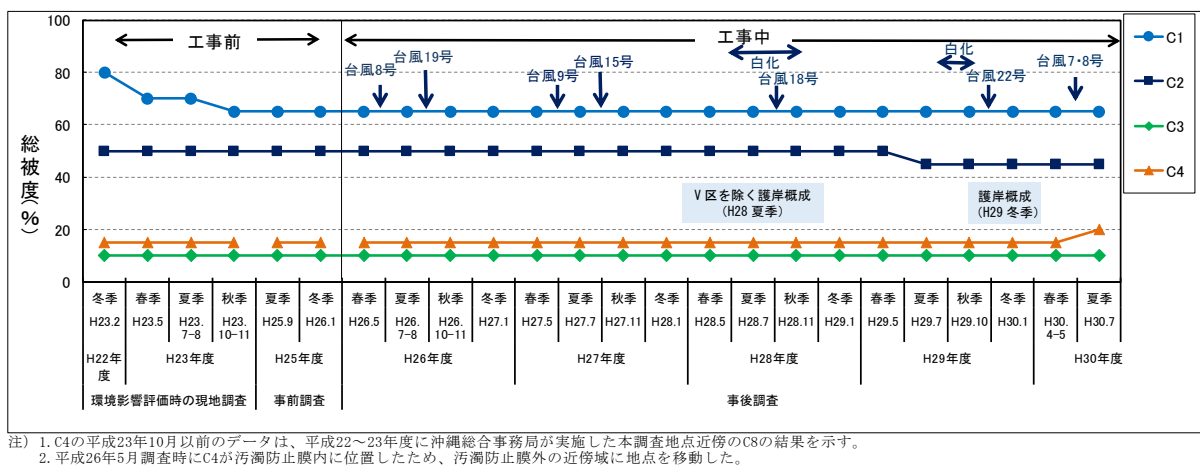 100
80
60
40
20
0
総被度(%)
工事前
工事中
台風8号
台風19号
台風9号
台風15号
白化
台風18号
白化
台風22号
台風7・8号
C1
C2
C3
C4
V区を除く護岸概成
(H28 夏季)
護岸概成
(H29 冬季)
冬季 春季 夏季 秋季 夏季 冬季 春季 夏季 秋季 冬季 春季 夏季 秋季 冬季 春季 夏季 秋季 冬季 春季 夏季 秋季 冬季 春季 夏季
H23.2 H23.5 H23.7-8 H23.10-11 H25.9 H26.1 H26.5 H26.7-8 H26.10-11 H27.1 H27.5 H27.7 H27.11 H28.1 H28.5 H28.7 H28.11 H29.1 H29.5 H29.7 H29.10 H30.1 H30.4-5 H30.7
H22年度 H23年度 H25年度 H26年度 H27年度 H28年度 H29年度 H30年度
環境影響評価時の現地調査 事前調査 事後調査
注) 1. C4の平成23年10月以前のデータは、平成22～23年度に沖縄総合事務局が実施した本調査地点近傍のC8の結果を示す。
2. 平成26年5月調査時にC4が汚濁防止膜内に位置したため、汚濁防止膜外の近傍域に地点を移動した。